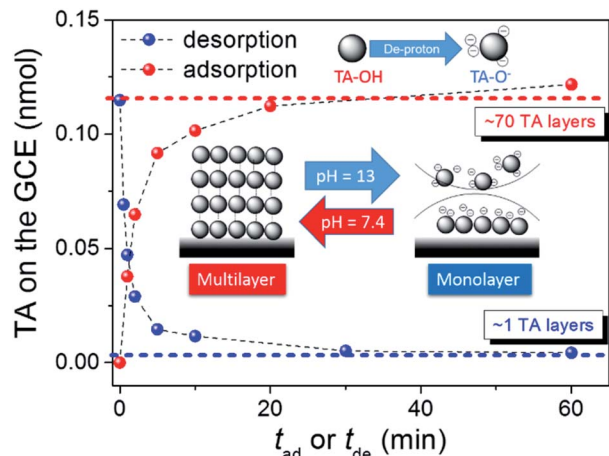 desorption
adsorption
De-proton
TA-OH
TA-O⁻
~70 TA layers
pH = 13
pH = 7.4
Multilayer
Monolayer
~1 TA layers
TA on the GCE (nmol)
0.15
0.10
0.05
0.00
0
20
40
60
t_ad or t_de (min)